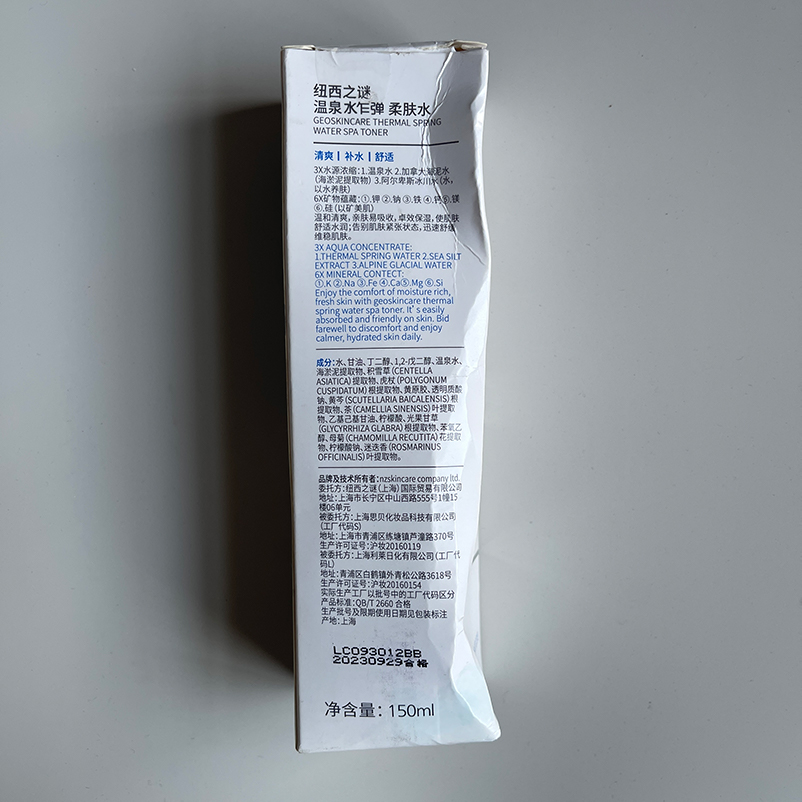 纽西之谜
温泉水乍弹 柔肤水
GEOSKINCARE THERMAL SPRING
WATER SPA TONER
清爽 | 补水 | 舒适
3X水源浓缩：1.温泉水 2.加拿大海泥水
(海淤泥提取物) 3.阿尔卑斯冰川水(水,
以水养肤)
6X矿物蕴藏：①.钾 ②.钠 ③.铁 ④.钙 ⑤.镁
⑥.硅 (以矿美肌)
温和清爽，亲肤易吸收，卓效保湿，使肌肤
舒适水润；告别肌肤紧张状态，迅速舒缓
维稳肌肤。
3X AQUA CONCENTRATE:
1.THERMAL SPRING WATER 2.SEA SILT
EXTRACT 3.ALPINE GLACIAL WATER
6X MINERAL CONTECT:
①.K ②.Na ③.Fe ④.Ca⑤.Mg ⑥.Si
Enjoy the comfort of moisture rich,
fresh skin with geoskincare thermal
spring water spa toner. It's easily
absorbed and friendly on skin. Bid
farewell to discomfort and enjoy
calmer, hydrated skin daily.
成分：水、甘油、丁二醇、1,2-戊二醇、温泉水、
海淤泥提取物、积雪草(CENTELLA
ASIATICA)提取物、虎杖(POLYGONUM
CUSPIDATUM)根提取物、黄原胶、透明质酸
钠、黄芩(SCUTELLARIA BAICALENSIS)根
提取物、茶(CAMELLIA SINENSIS)叶提取
物、乙基己基甘油、柠檬酸、光果甘草
(GLYCYRRHIZA GLABRA)根提取物、苯氧乙
醇、母菊(CHAMOMILLA RECUTITA)花提取
物、柠檬酸钠、迷迭香(ROSMARINUS
OFFICINALIS)叶提取物。
品牌及技术所有者：nzskincare company ltd.
委托方：纽西之谜(上海)国际贸易有限公司
地址：上海市长宁区中山西路555号1幢15
楼06单元
被委托方：上海思贝化妆品科技有限公司
(工厂代码S)
地址：上海市青浦区练塘镇芦潼路370号
生产许可证号：沪妆20160119
被委托方：上海利莱日化有限公司(工厂代
码L)
地址：青浦区白鹤镇外青松公路3618号
生产许可证号：沪妆20160154
实际生产工厂以批号中的工厂代码区分
产品标准：QB/T 2660 合格
生产批号及限期使用日期见包装标注
产地：上海
LC093012BB
20230929合格
净含量：150ml